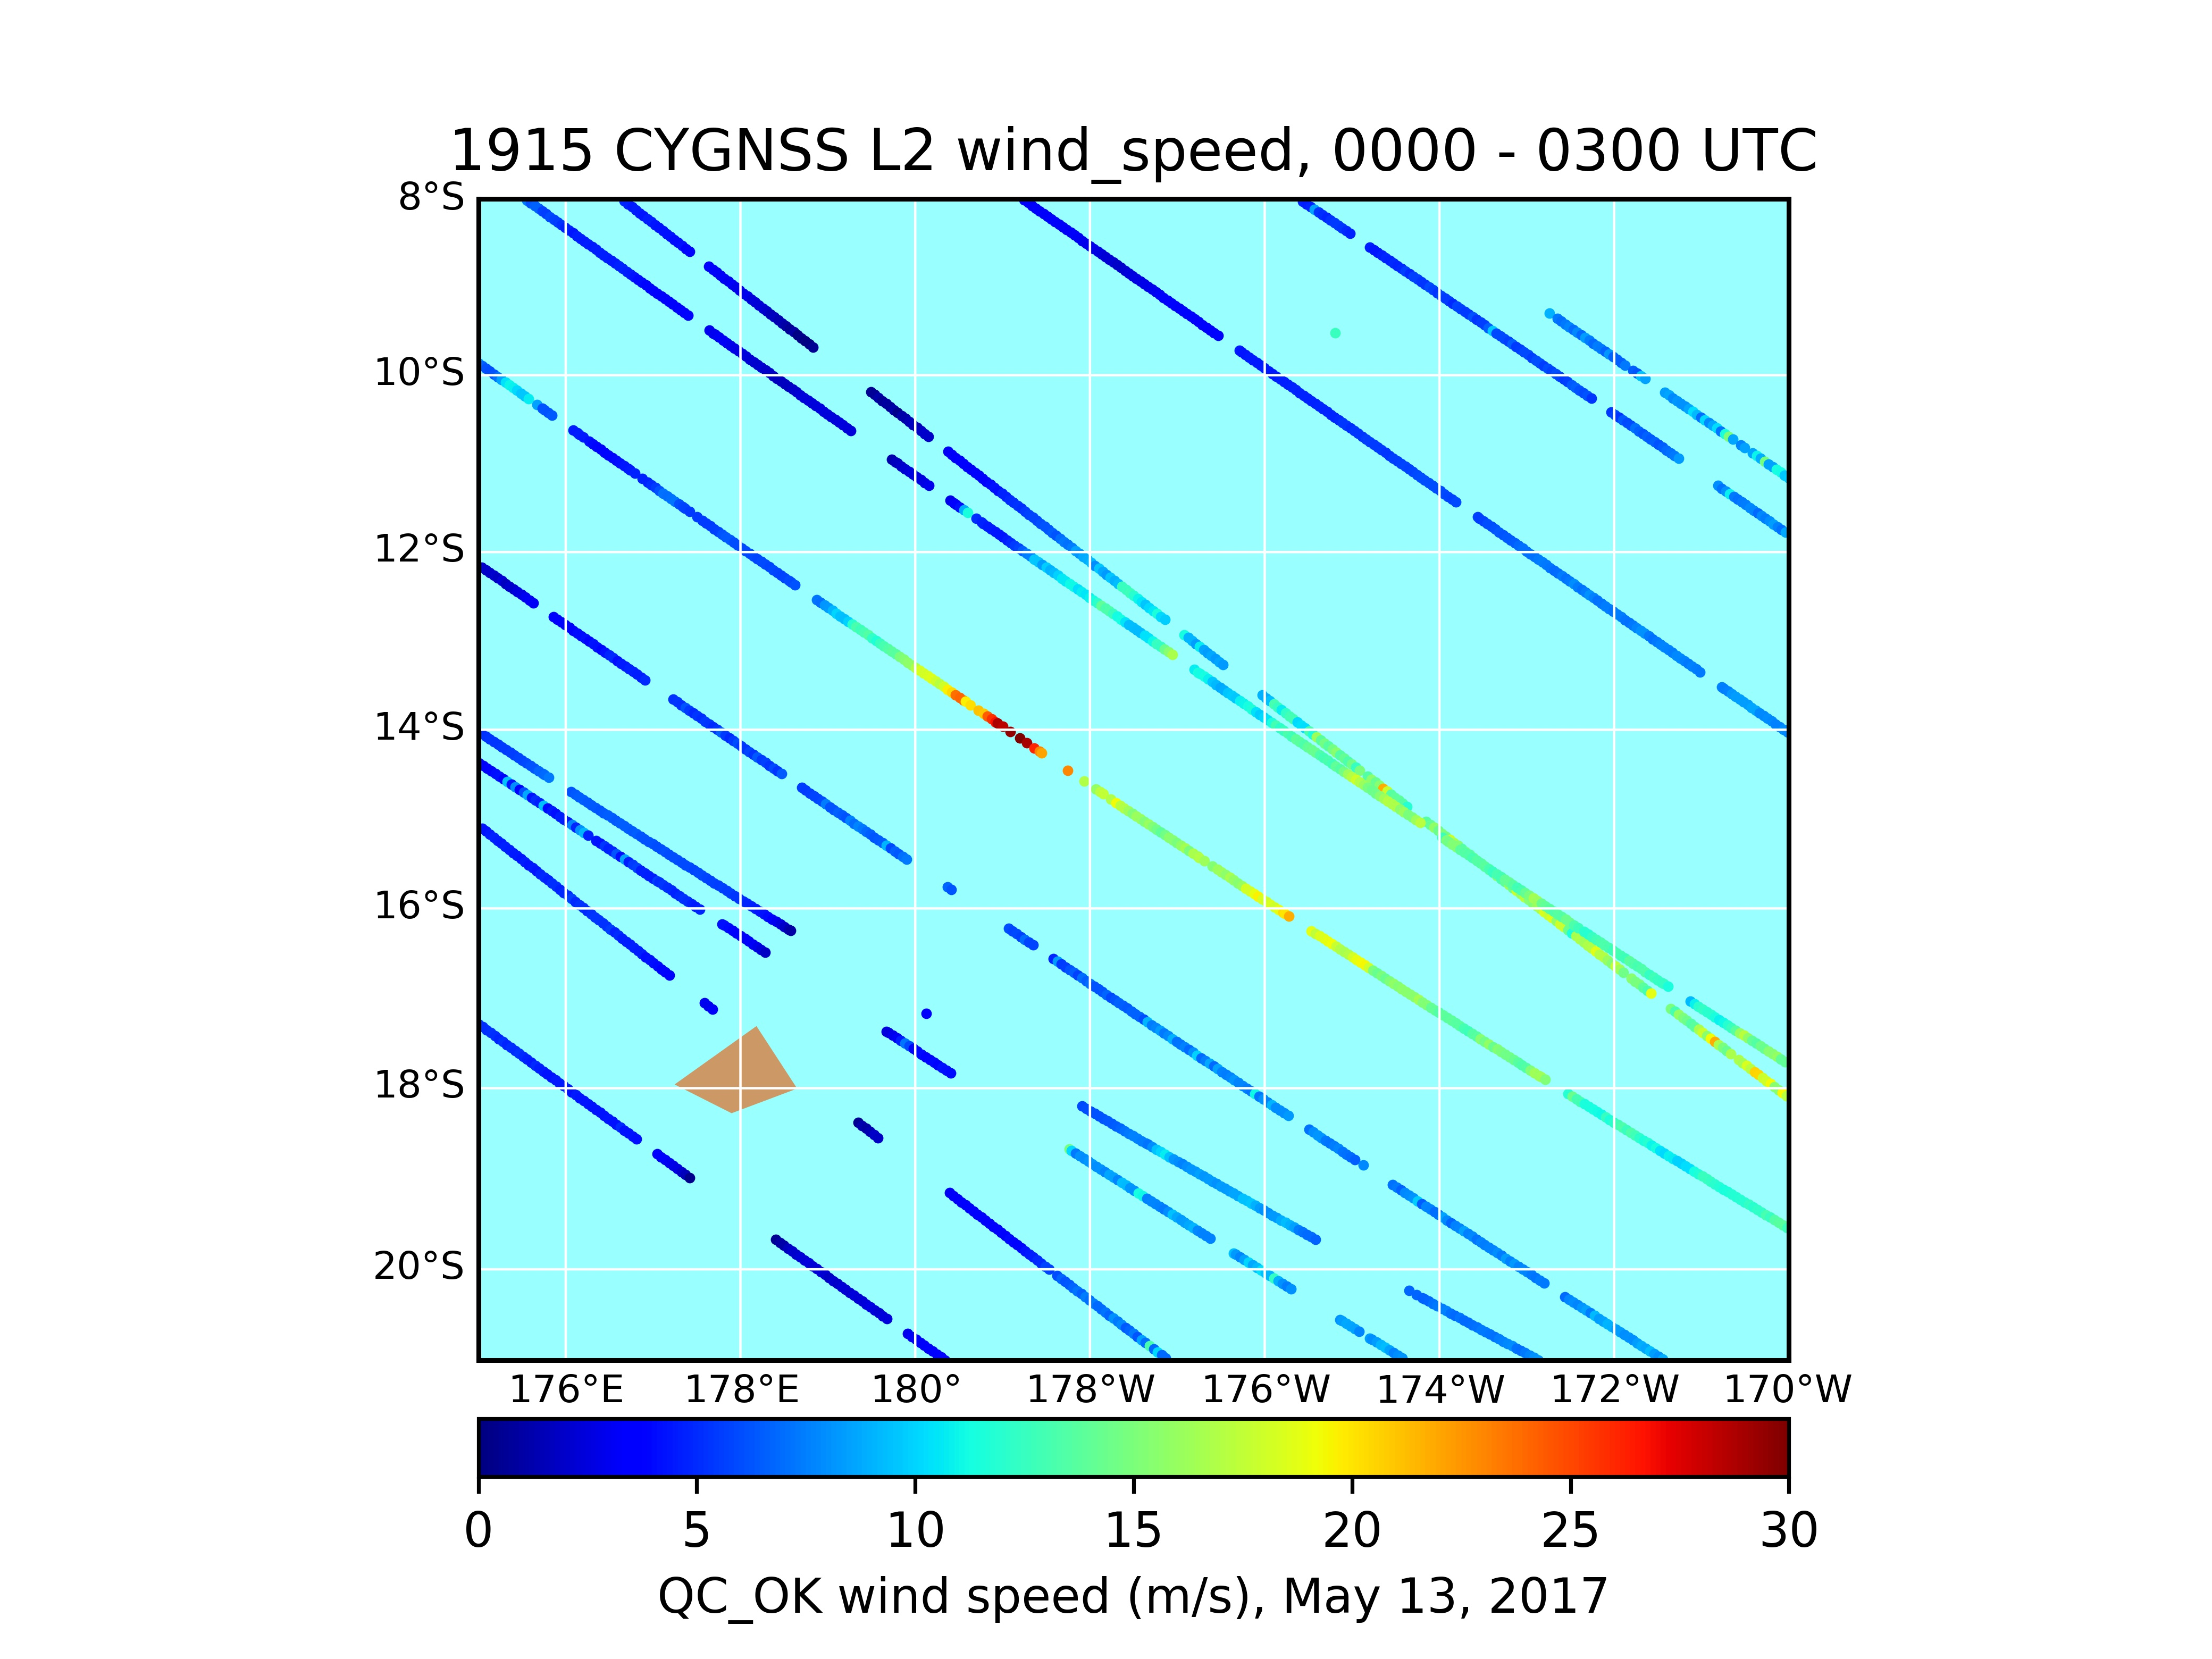 1915 CYGNSS L2 wind_speed, 0000 - 0300 UTC
8°S
10°S
12°S
14°S
16°S
18°S
20°S
176°E 178°E 180° 178°W 176°W 174°W 172°W 170°W
0 5 10 15 20 25 30
QC_OK wind speed (m/s), May 13, 2017